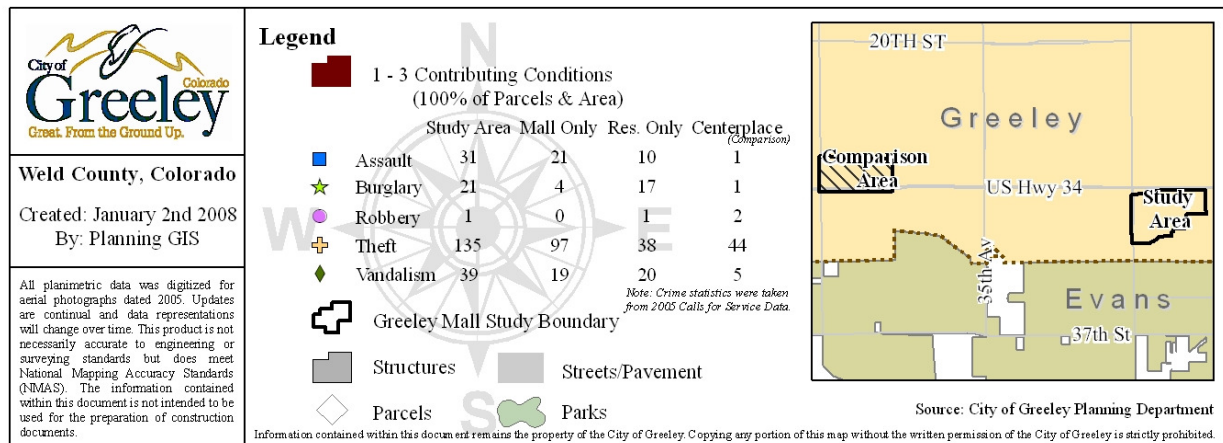 City of
Greeley
Colorado
Great. From the Ground Up.
Weld County, Colorado
Created: January 2nd 2008
By: Planning GIS
All planimetric data was digitized for
aerial photographs dated 2005. Updates
are continual and data representations
will change over time. This product is not
necessarily accurate to engineering or
surveying standards but does meet
National Mapping Accuracy Standards
(NMAS). The information contained
within this document is not intended to be
used for the preparation of construction
documents.
Legend
1 - 3 Contributing Conditions
(100% of Parcels & Area)
Study Area Mall Only Res. Only Centerplace
(Comparison)
Assault 31 21 10 1
Burglary 21 4 17 1
Robbery 1 0 1 2
Theft 135 97 38 44
Vandalism 39 19 20 5
Note: Crime statistics were taken
from 2005 Calls for Service Data.
Greeley Mall Study Boundary
Structures Streets/Pavement
Parcels Parks
N
W E
S
20TH ST
Greeley
Comparison
Area
US Hwy 34
Study
Area
35th Av
Evans
37th St
Source: City of Greeley Planning Department
Information contained within this document remains the property of the City of Greeley. Copying any portion of this map without the written permission of the City of Greeley is strictly prohibited.